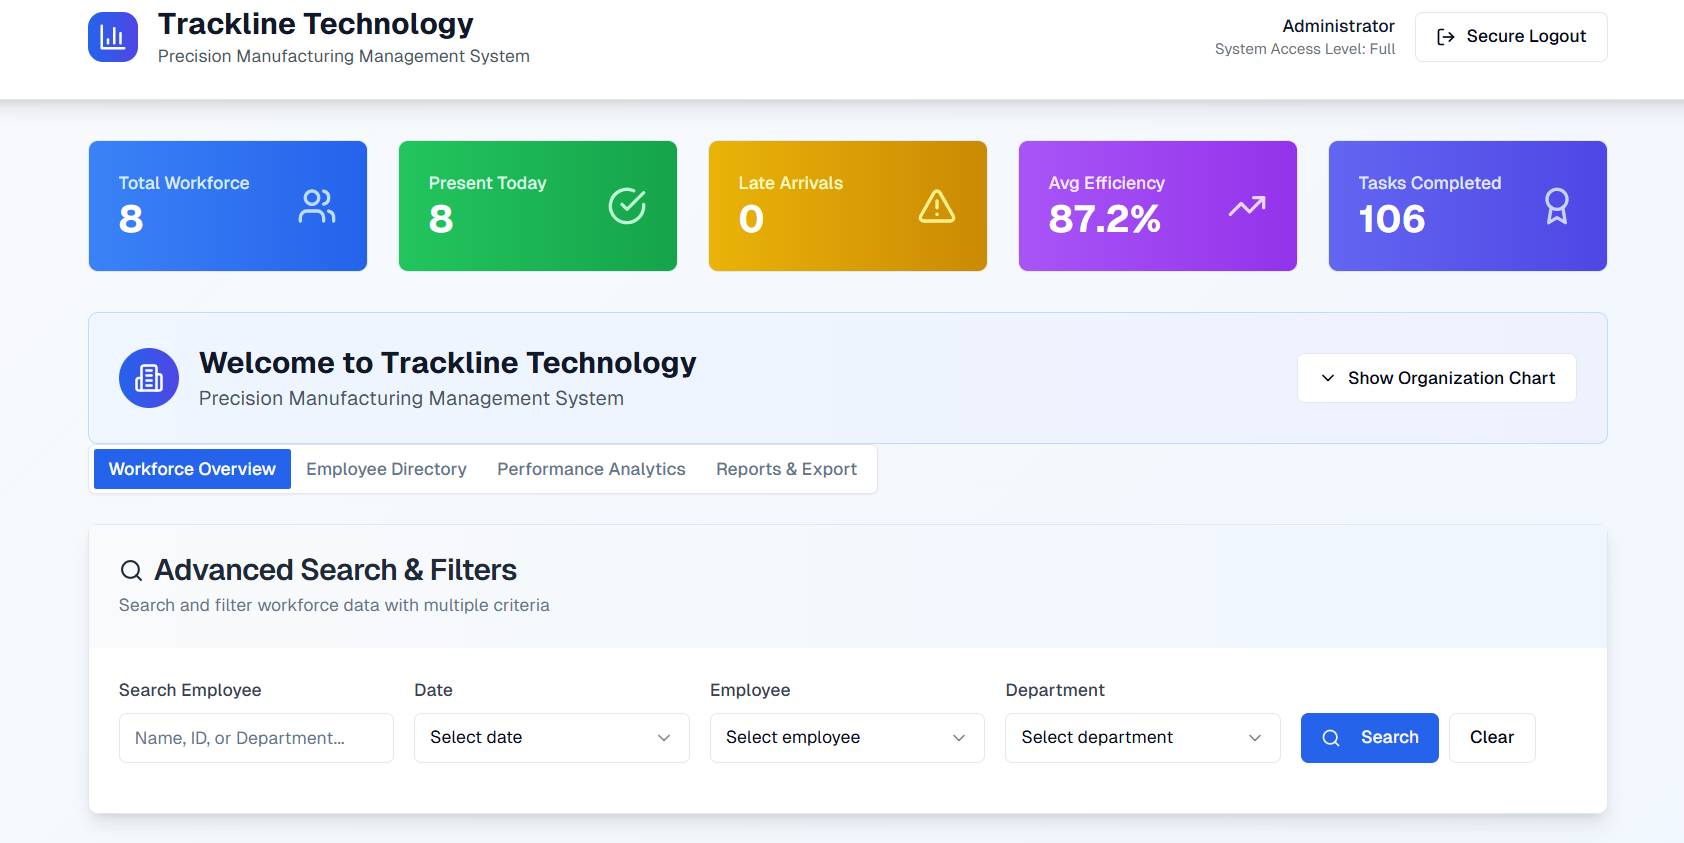 Trackline Technology
Precision Manufacturing Management System
Administrator
System Access Level: Full
Secure Logout
Total Workforce
8
Present Today
8
Late Arrivals
0
Avg Efficiency
87.2%
Tasks Completed
106
Welcome to Trackline Technology
Precision Manufacturing Management System
Show Organization Chart
Workforce Overview
Employee Directory
Performance Analytics
Reports & Export
Advanced Search & Filters
Search and filter workforce data with multiple criteria
Search Employee
Name, ID, or Department...
Date
Select date
Employee
Select employee
Department
Select department
Search
Clear